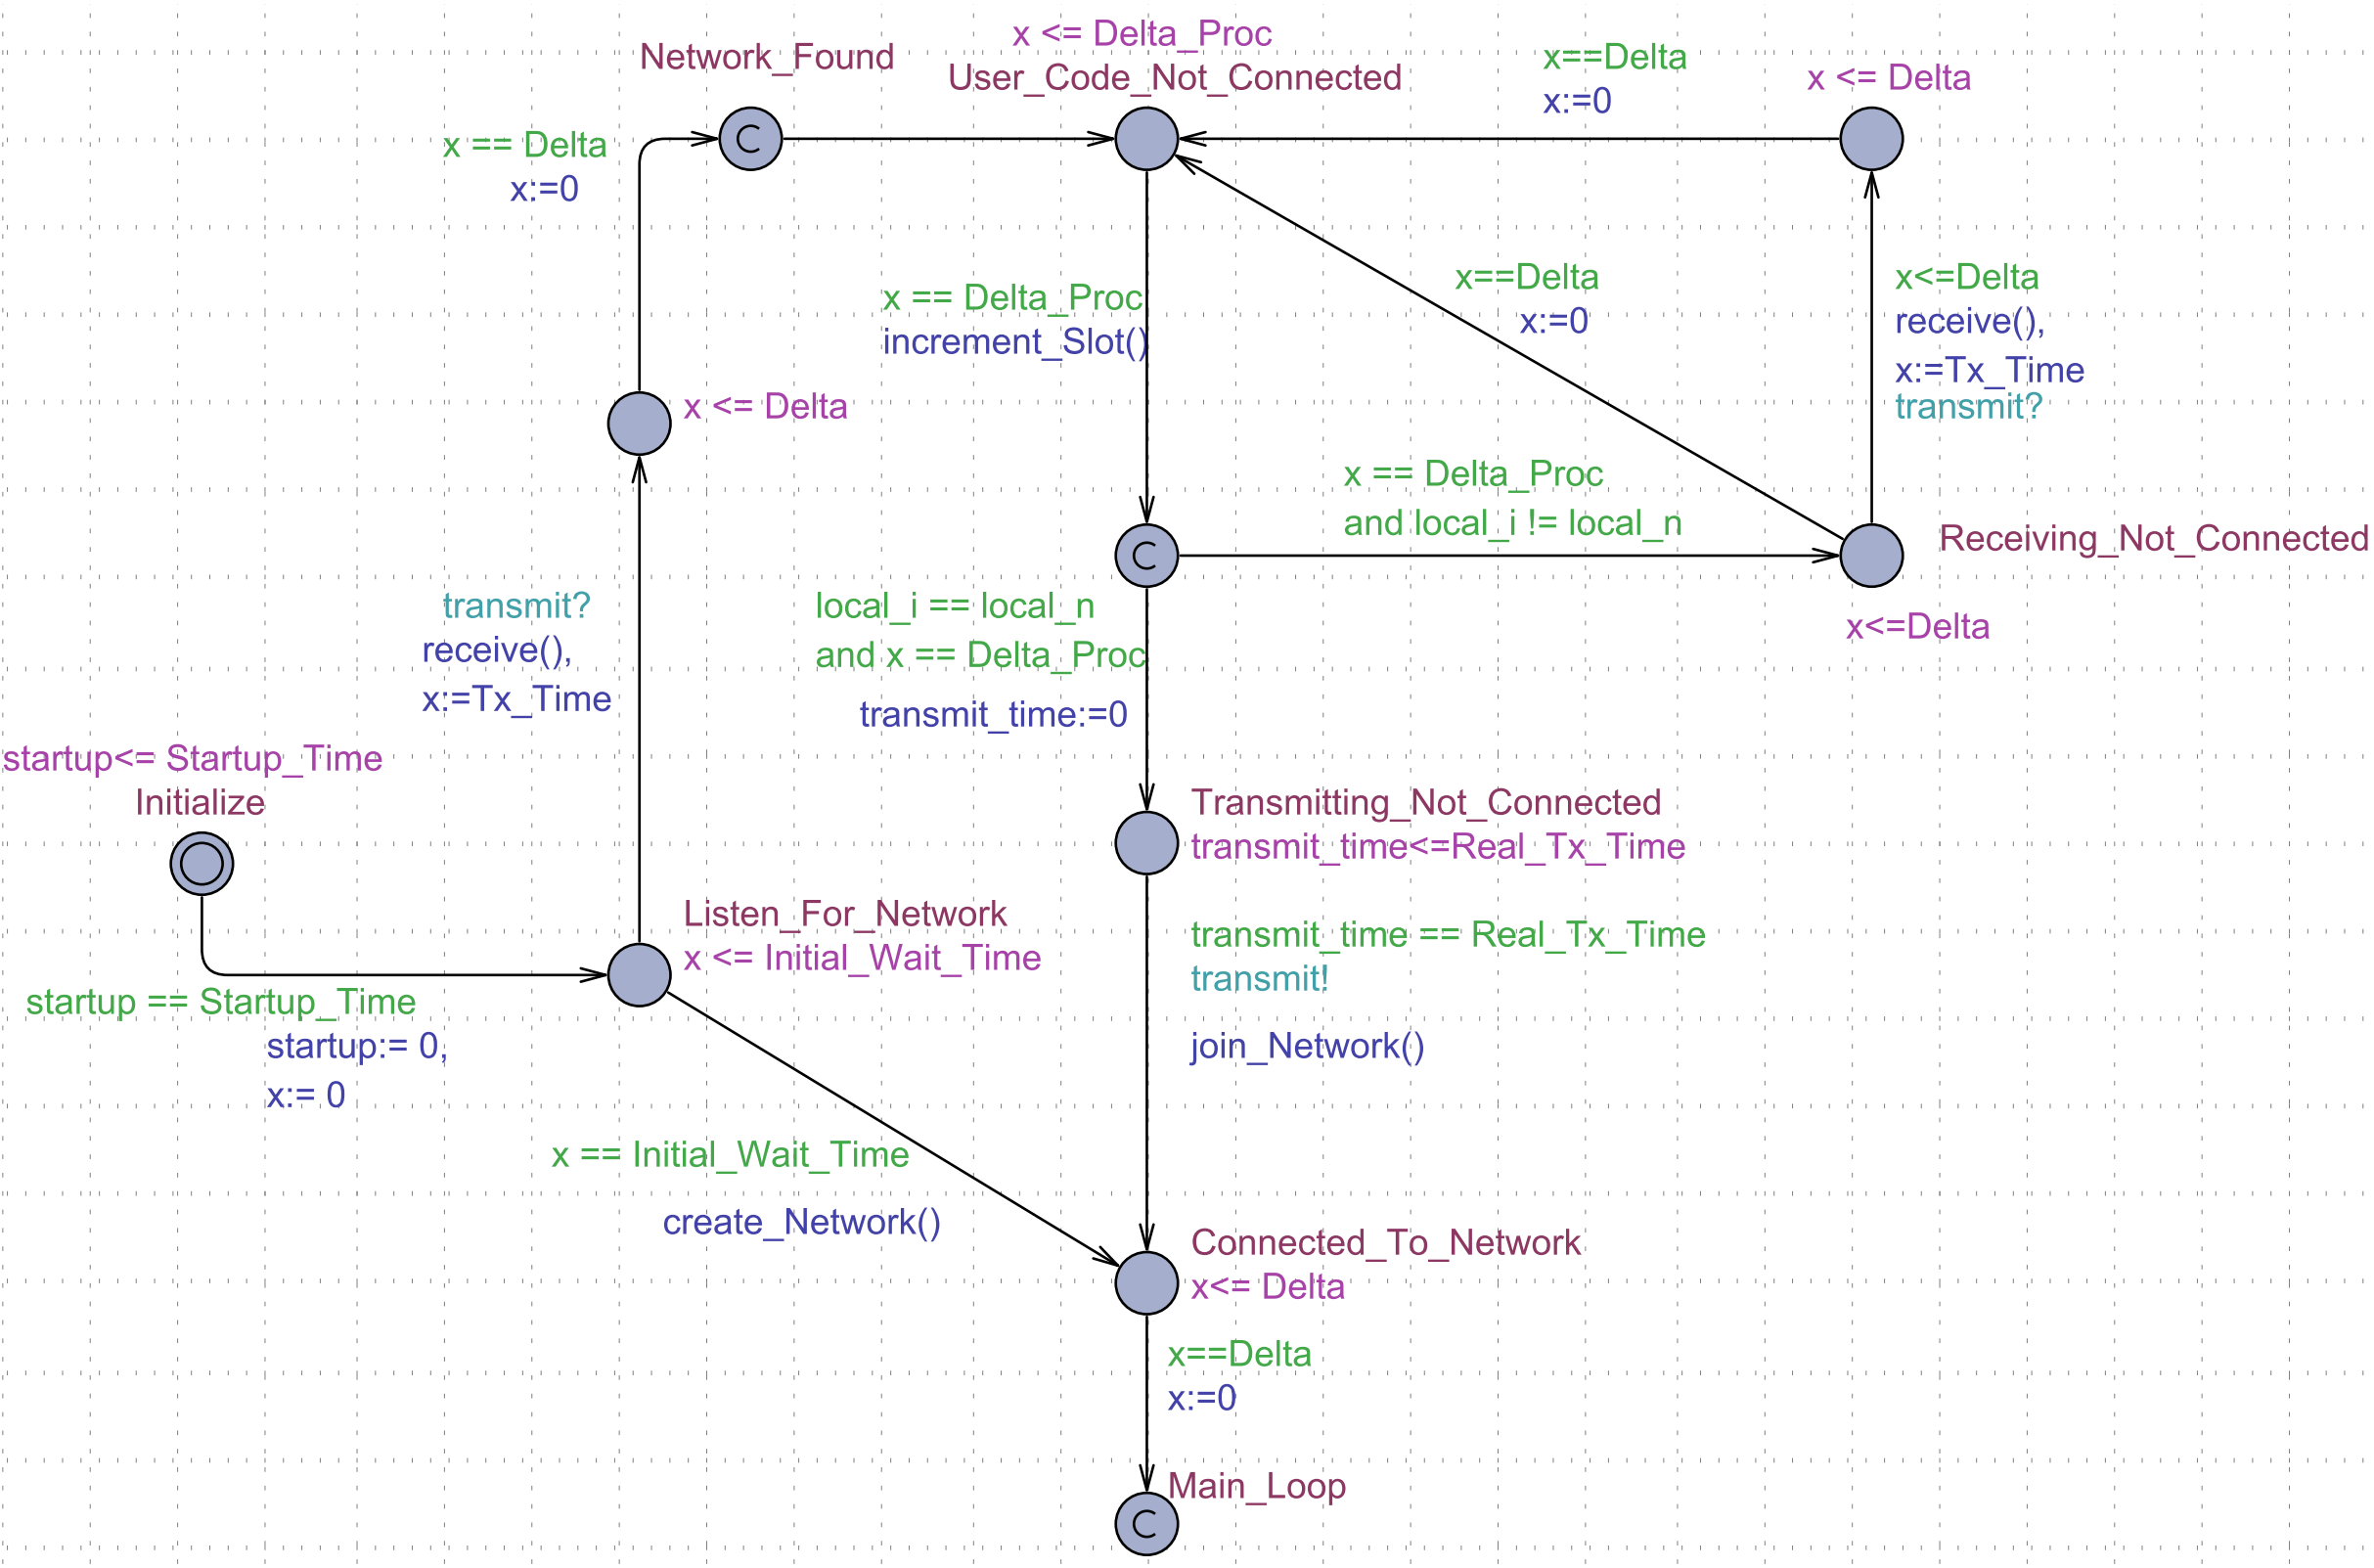 x <= Delta_Proc
Network_Found
User_Code_Not_Connected
x==Delta
x:=0
x <= Delta
x == Delta
x:=0
C
x == Delta_Proc
increment_Slot()
x==Delta
x:=0
x<=Delta
receive(),
x:=Tx_Time
transmit?
x <= Delta
x == Delta_Proc
and local_i != local_n
C
Receiving_Not_Connected
x<=Delta
transmit?
receive(),
x:=Tx_Time
local_i == local_n
and x == Delta_Proc
transmit_time:=0
startup<= Startup_Time
Initialize
Transmitting_Not_Connected
transmit_time<=Real_Tx_Time
Listen_For_Network
x <= Initial_Wait_Time
transmit_time == Real_Tx_Time
transmit!
join_Network()
startup == Startup_Time
startup:= 0,
x:= 0
x == Initial_Wait_Time
create_Network()
Connected_To_Network
x<= Delta
x==Delta
x:=0
Main_Loop
C